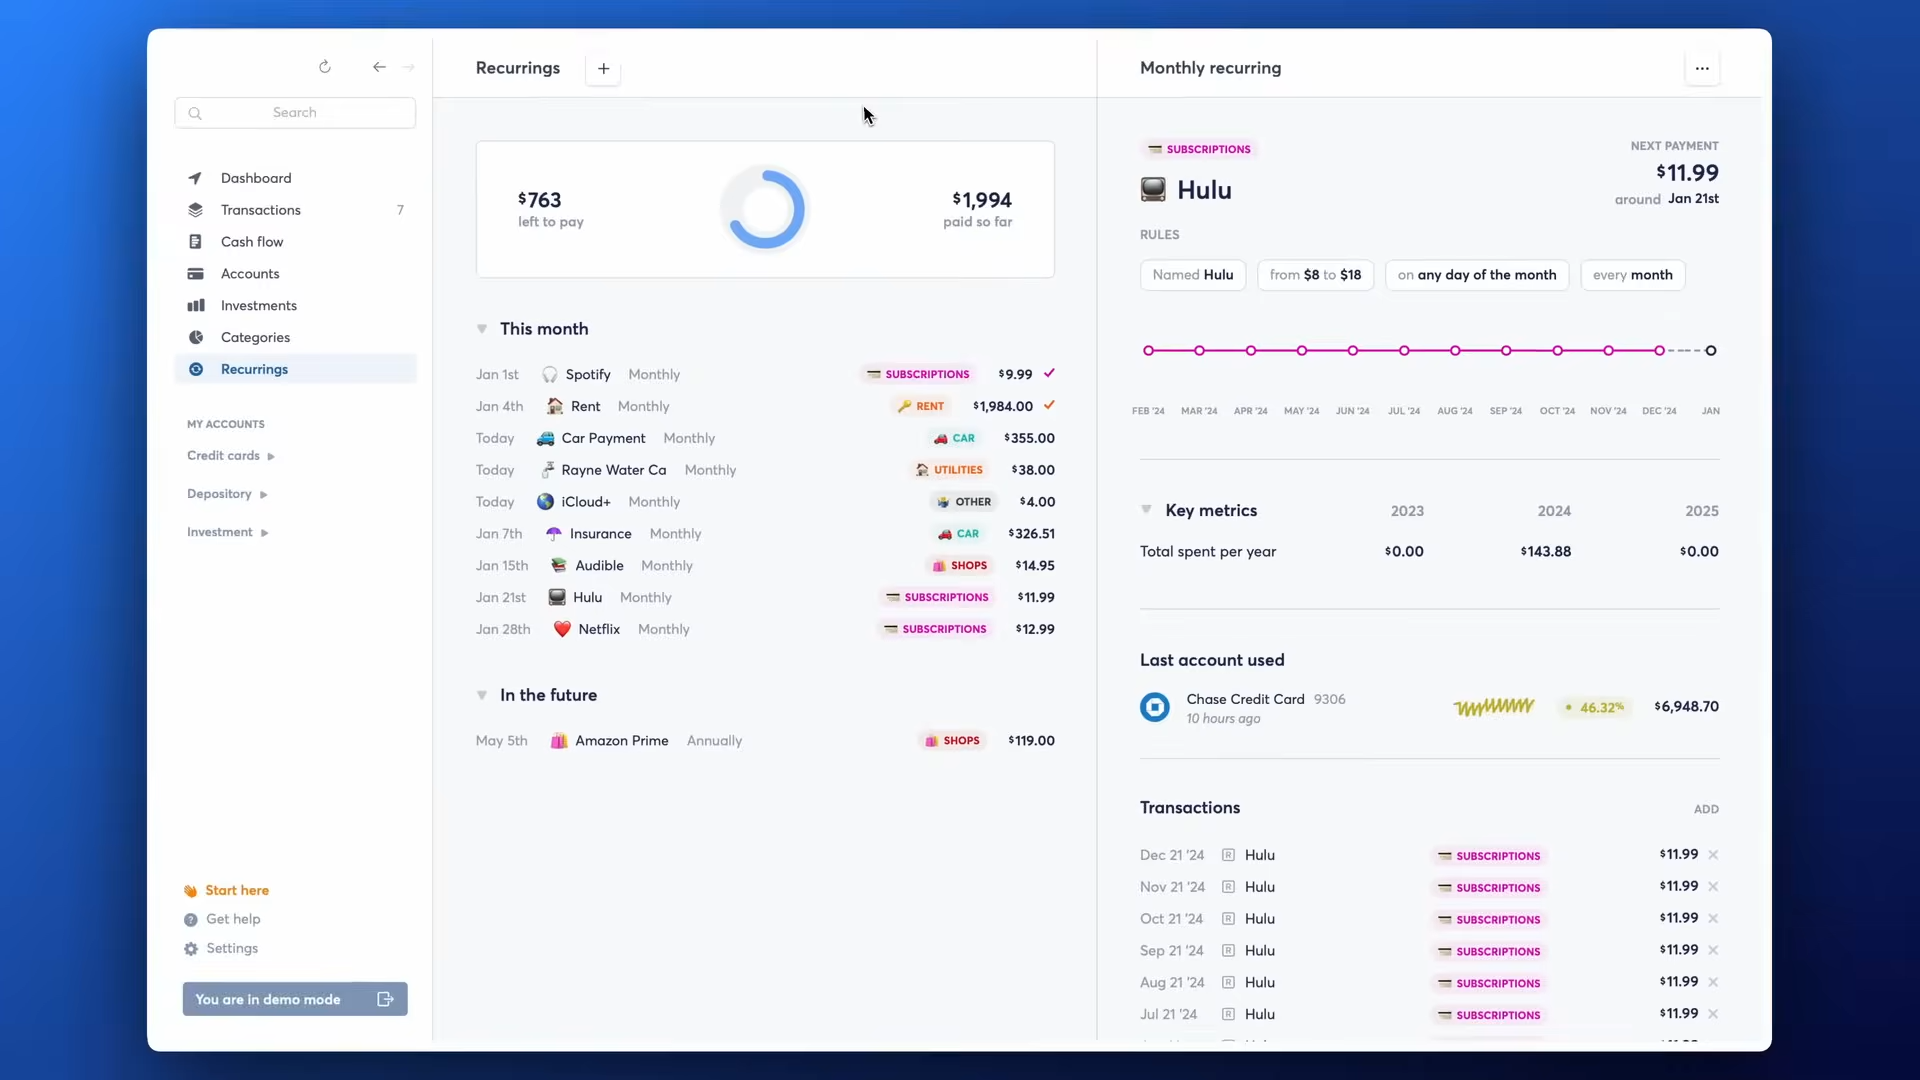 Search
Dashboard
Transactions 7
Cash flow
Accounts
Investments
Categories
Recurrings
MY ACCOUNTS
Credit cards
Depository
Investment
Start here
Get help
Settings
You are in demo mode
Recurrings +
$763
left to pay
$1,994
paid so far
This month
Jan 1st Spotify Monthly SUBSCRIPTIONS $9.99
Jan 4th Rent Monthly RENT $1,984.00
Today Car Payment Monthly CAR $355.00
Today Rayne Water Ca Monthly UTILITIES $38.00
Today iCloud+ Monthly OTHER $4.00
Jan 7th Insurance Monthly CAR $326.51
Jan 15th Audible Monthly SHOPS $14.95
Jan 21st Hulu Monthly SUBSCRIPTIONS $11.99
Jan 28th Netflix Monthly SUBSCRIPTIONS $12.99
In the future
May 5th Amazon Prime Annually SHOPS $119.00
Monthly recurring ...
SUBSCRIPTIONS
Hulu
NEXT PAYMENT
$11.99
around Jan 21st
RULES
Named Hulu from $8 to $18 on any day of the month every month
FEB '24 MAR '24 APR '24 MAY '24 JUN '24 JUL '24 AUG '24 SEP '24 OCT '24 NOV '24 DEC '24 JAN
Key metrics 2023 2024 2025
Total spent per year $0.00 $143.88 $0.00
Last account used
Chase Credit Card 9306
10 hours ago
46.32% $6,948.70
Transactions ADD
Dec 21 '24 R Hulu SUBSCRIPTIONS $11.99
Nov 21 '24 R Hulu SUBSCRIPTIONS $11.99
Oct 21 '24 R Hulu SUBSCRIPTIONS $11.99
Sep 21 '24 R Hulu SUBSCRIPTIONS $11.99
Aug 21 '24 R Hulu SUBSCRIPTIONS $11.99
Jul 21 '24 R Hulu SUBSCRIPTIONS $11.99